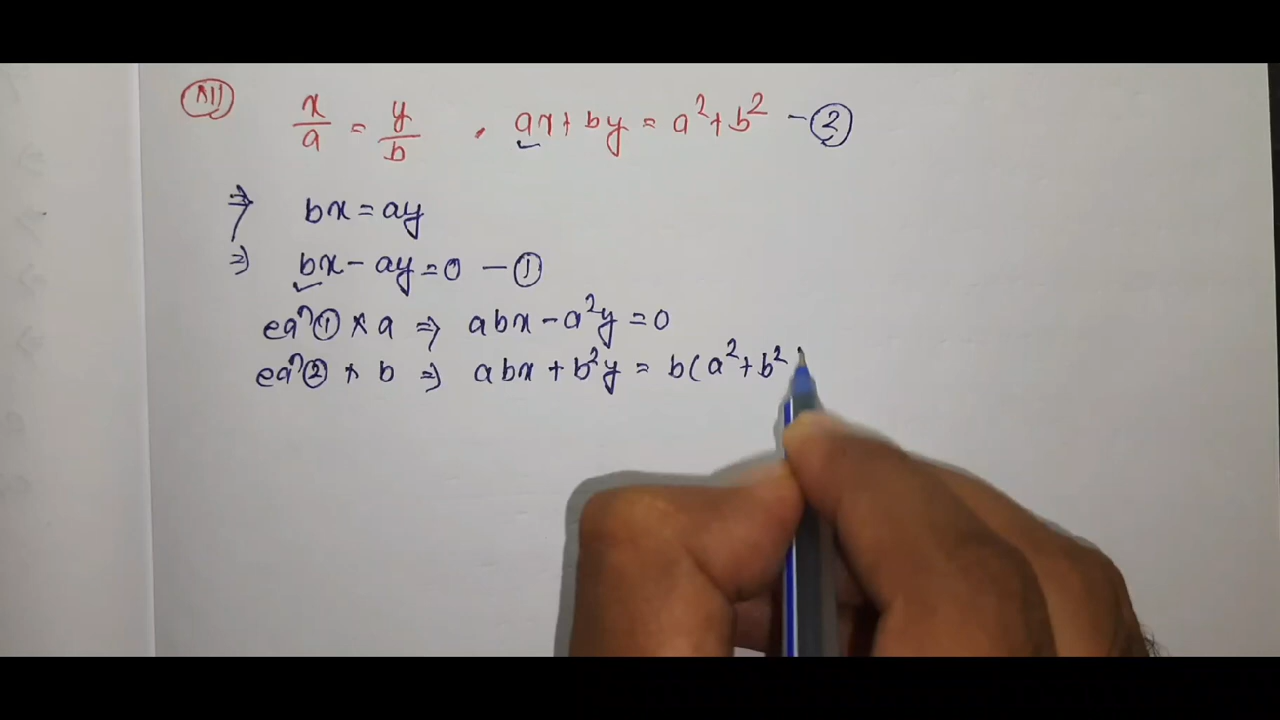 x/a = y/b , ax + by = a² + b² - ②
⇒ bx = ay
⇒ bx - ay = 0 - ①
eqⁿ ① × a ⇒ abx - a²y = 0
eqⁿ ② × b ⇒ abx + b²y = b(a² + b²